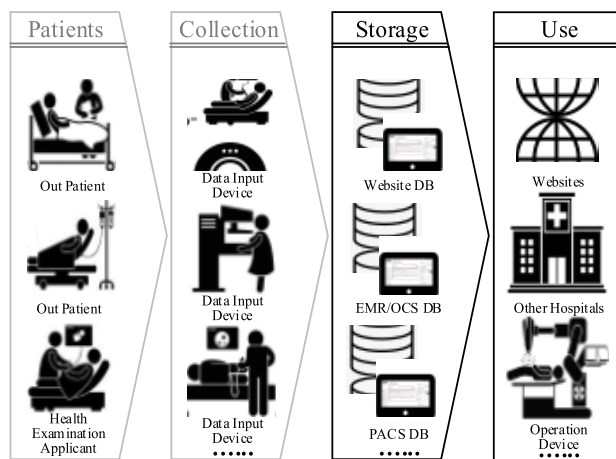 Patients
Out Patient
Out Patient
Health
Examination
Applicant
Collection
Data Input
Device
Data Input
Device
Data Input
Device
......
Storage
Website DB
EMR/OCS DB
PACS DB
......
Use
Websites
Other Hospitals
Operation
Device
......